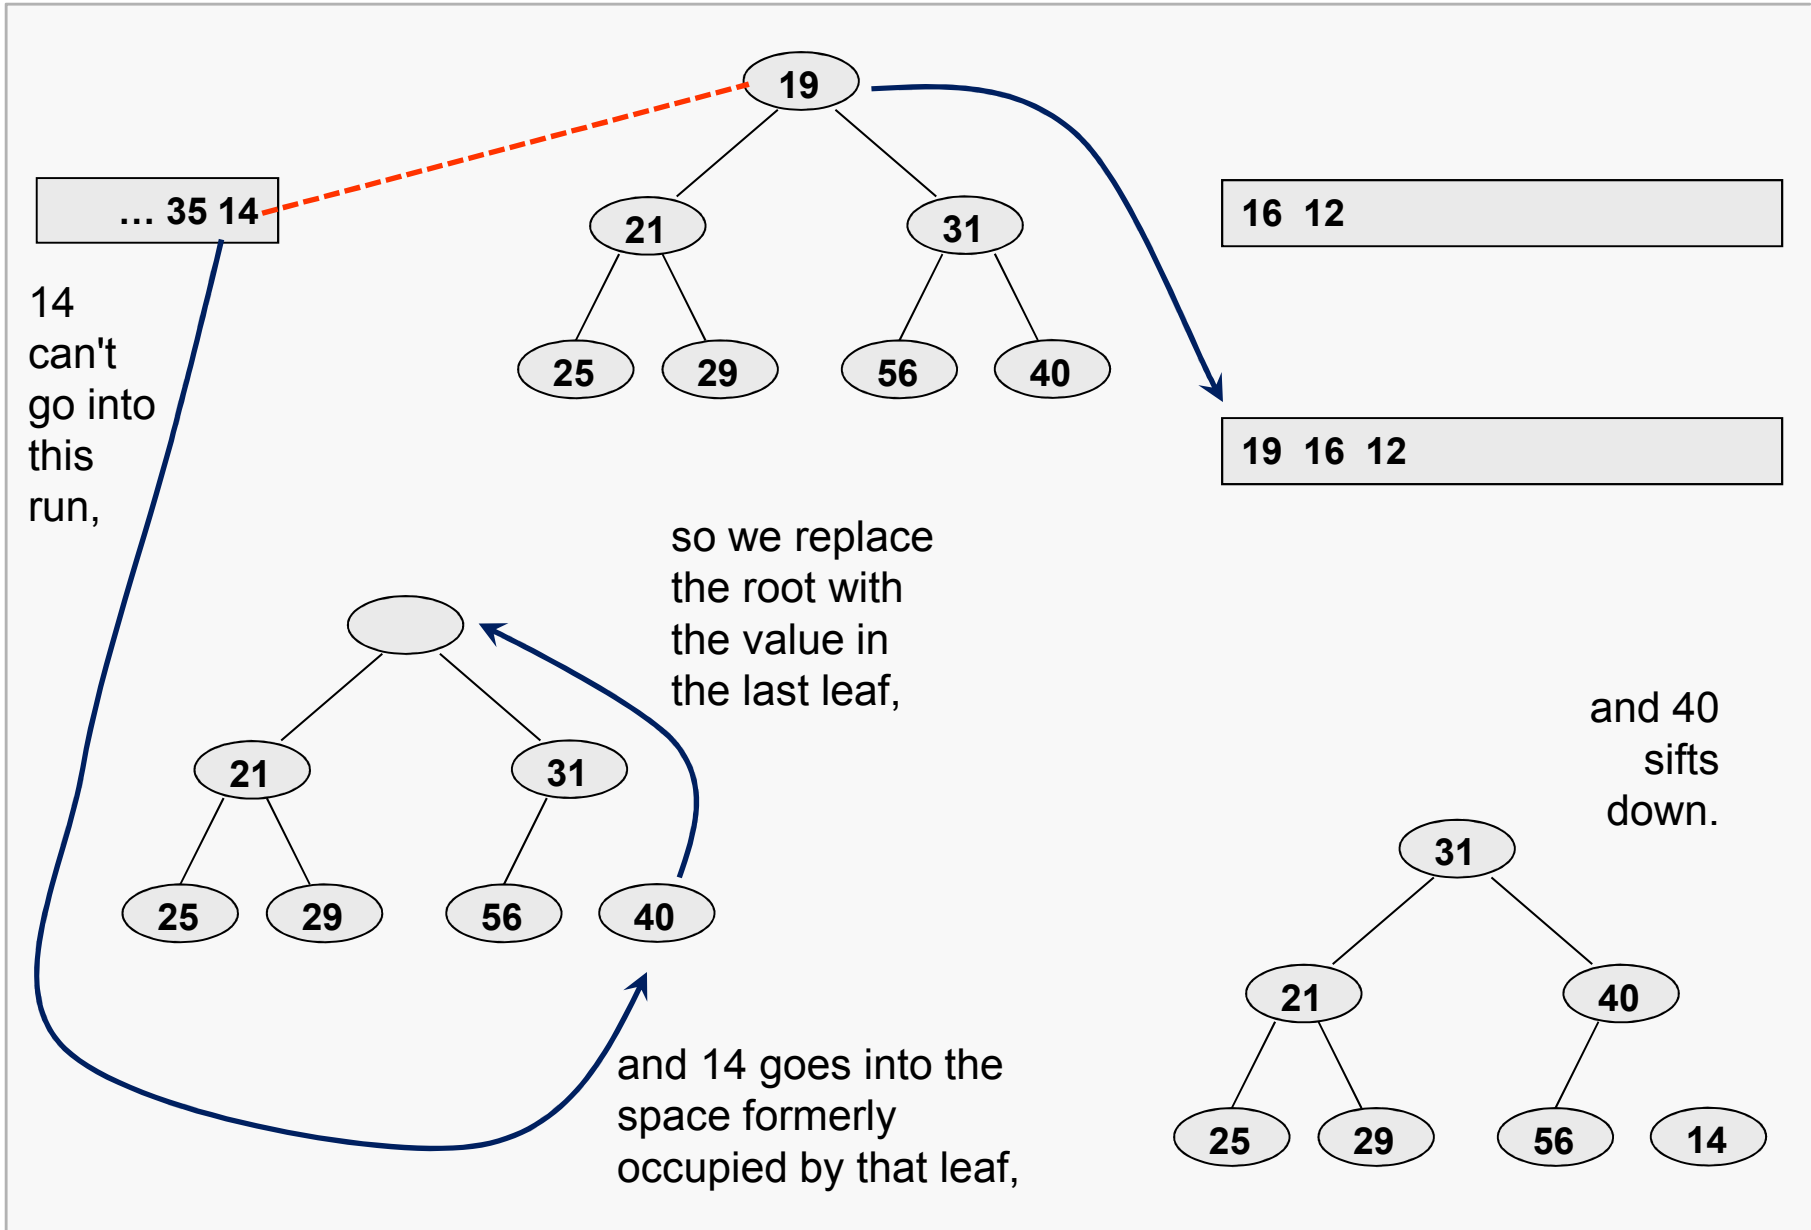 19
… 35 14
21
31
16 12
14
can't
go into
this
run,
25
29
56
40
19 16 12
so we replace
the root with
the value in
the last leaf,
21
31
25
29
56
40
and 14 goes into the
space formerly
occupied by that leaf,
and 40
sifts
down.
31
21
40
25
29
56
14